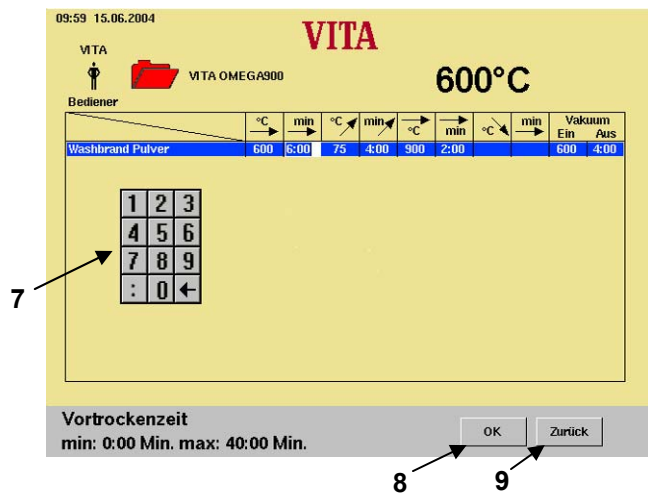 09:59 15.06.2004
VITA
VITA
VITA OMEGA900
600°C
Bediener
°C min °C min °C min °C min Vakuum
Ein Aus
Washbrand Pulver 600 6:00 75 4:00 900 2:00 600 4:00
1 2 3
4 5 6
7 8 9
: 0 ←
7
Vortrockenzeit
min: 0:00 Min. max: 40:00 Min.
OK Zurück
8 9